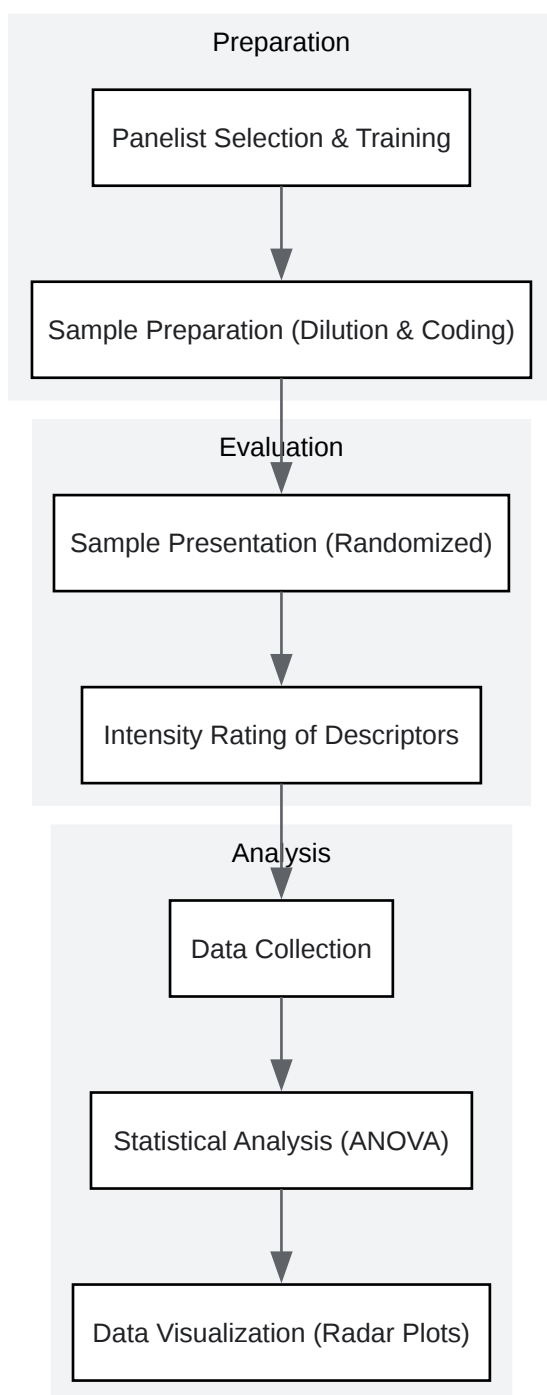 Preparation
Panelist Selection & Training
Sample Preparation (Dilution & Coding)
Evaluation
Sample Presentation (Randomized)
Intensity Rating of Descriptors
Analysis
Data Collection
Statistical Analysis (ANOVA)
Data Visualization (Radar Plots)